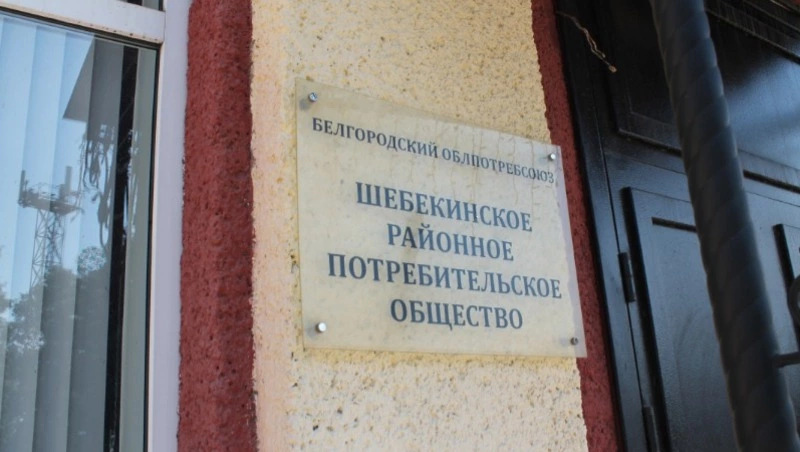 БЕЛГОРОДСКИЙ ОБЛПОТРЕБСОЮЗ
ШЕБЕКИНСКОЕ
РАЙОННОЕ
ПОТРЕБИТЕЛЬСКОЕ
ОБЩЕСТВО